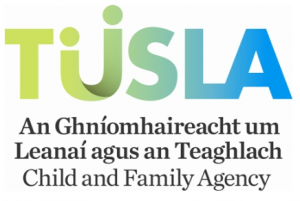 TUSLA
An Ghníomhaireacht um
Leanaí agus an Teaghlach
Child and Family Agency